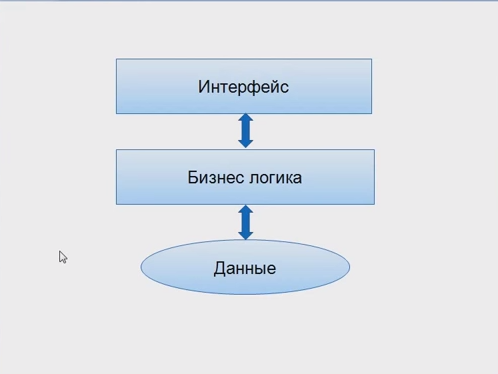 Интерфейс
Бизнес логика
Данные